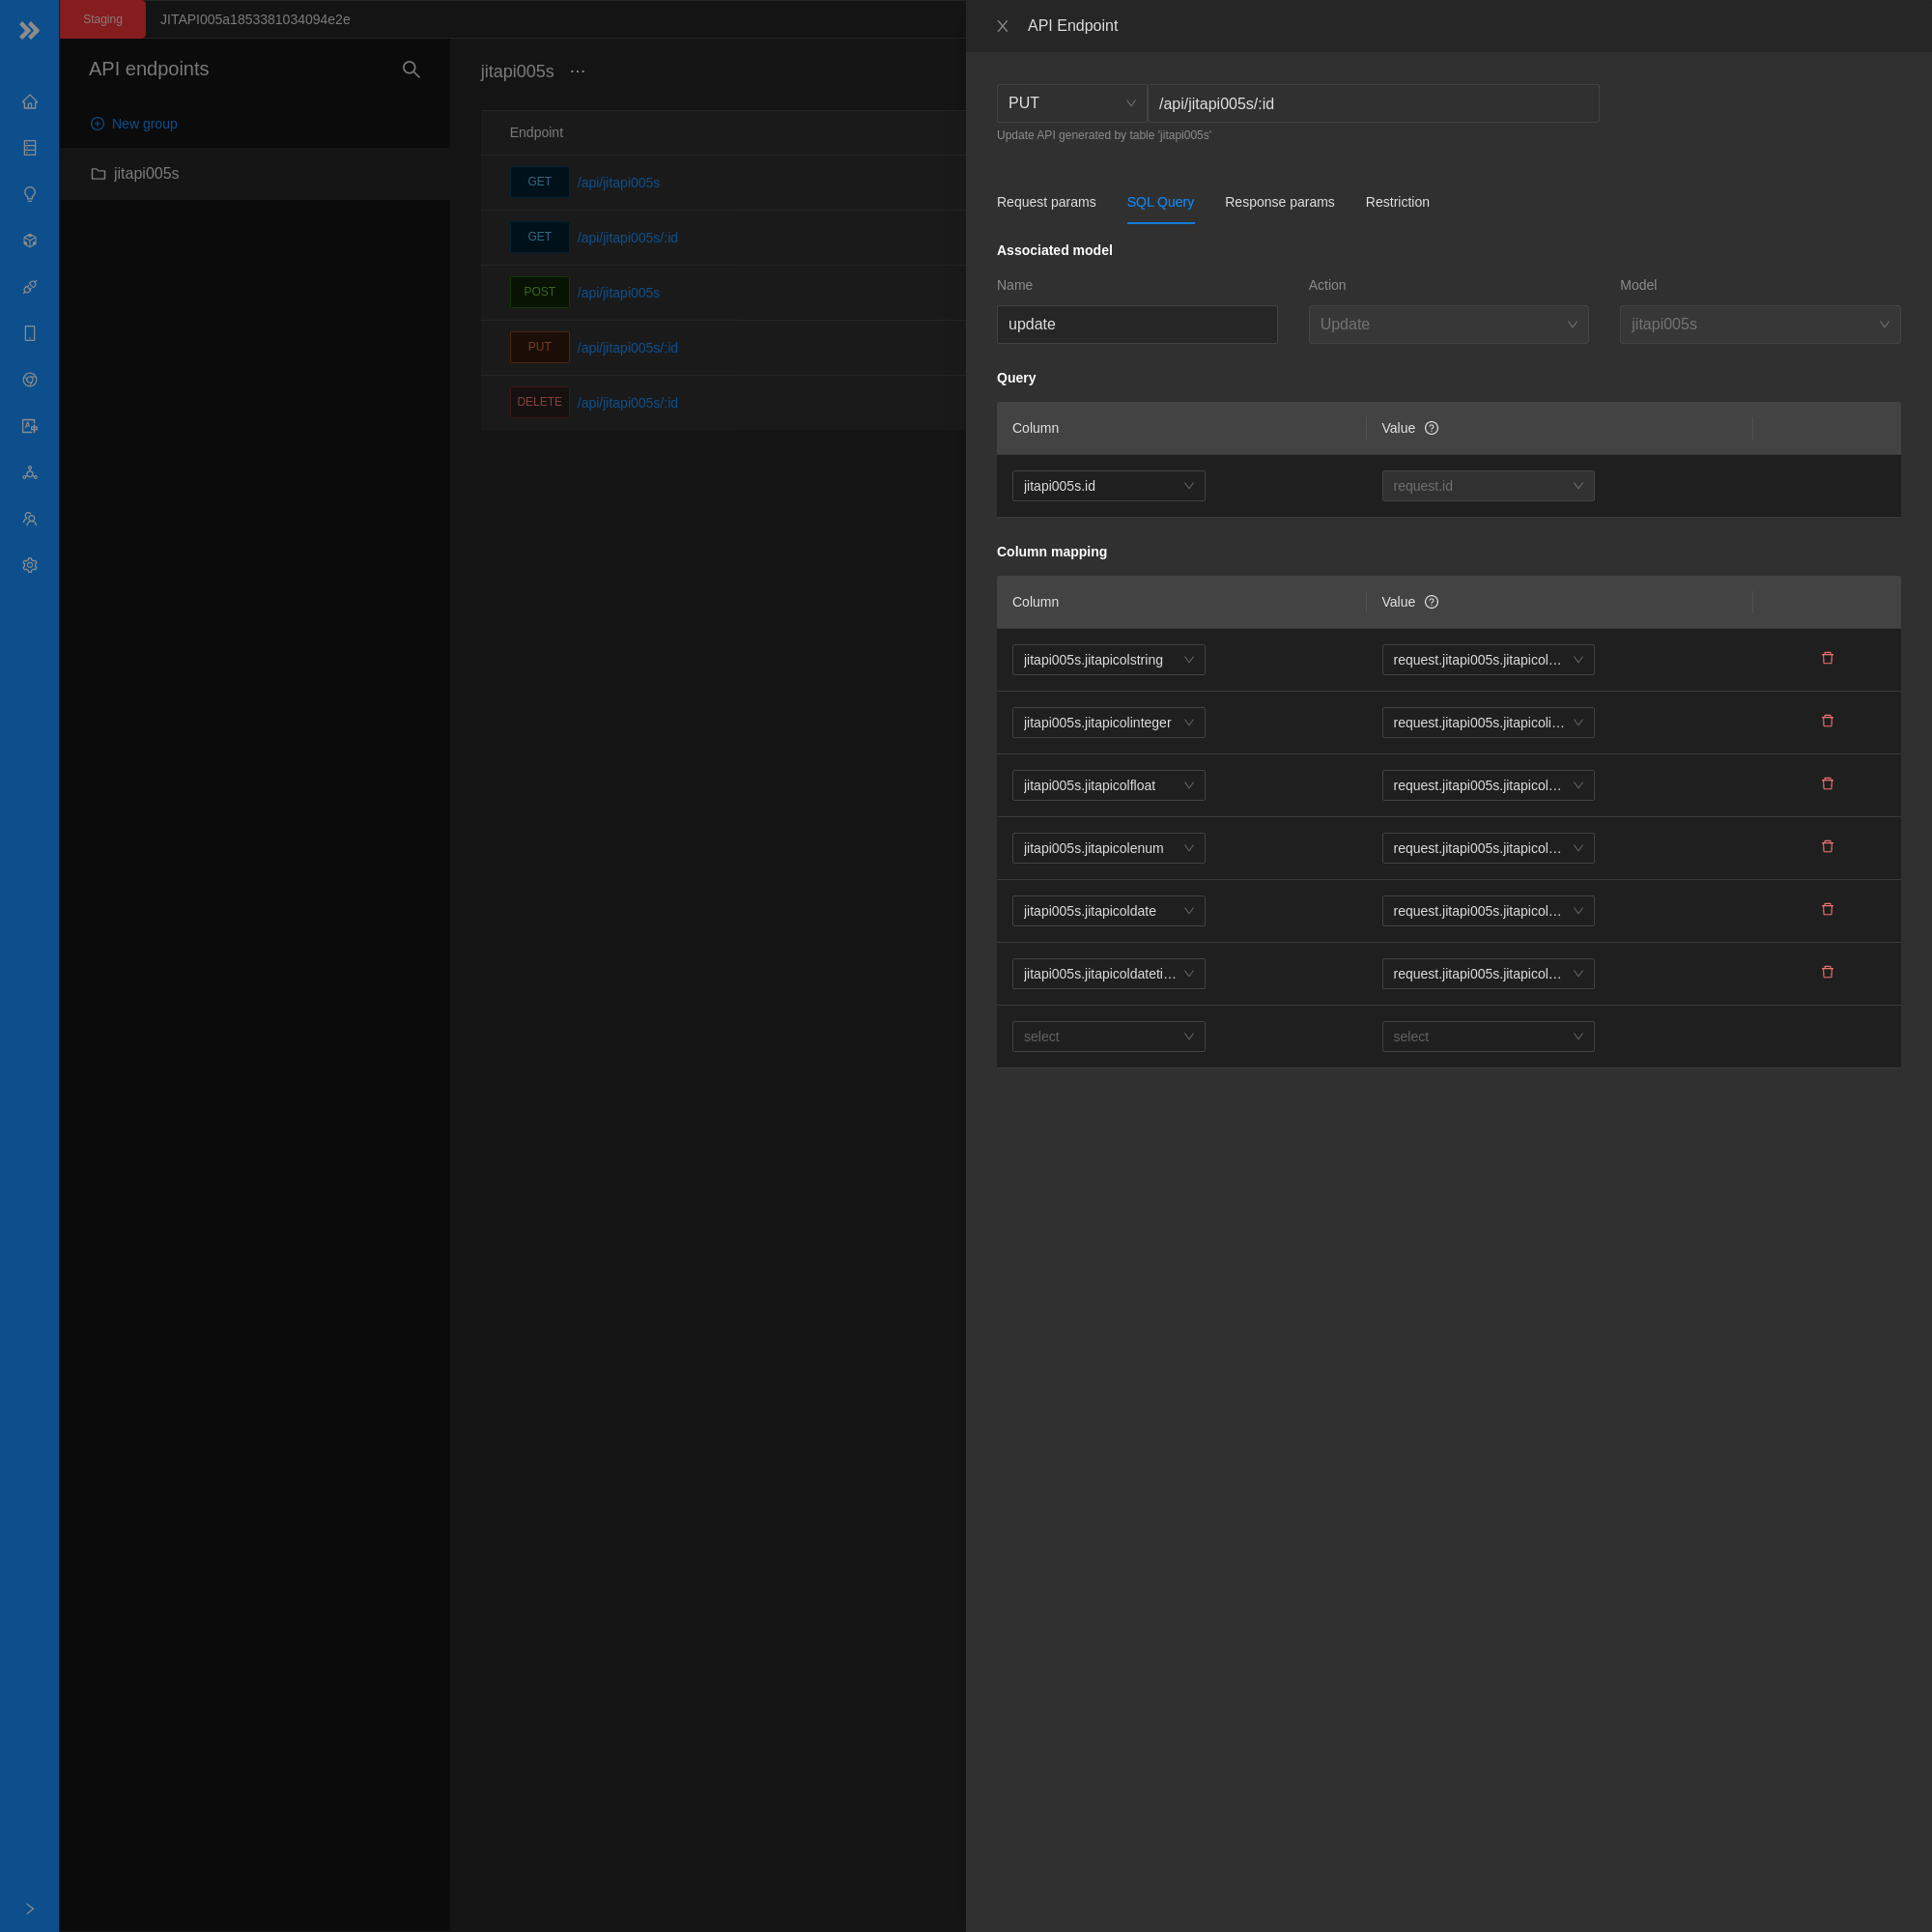 Staging
JITAPI005a1853381034094e2e
API endpoints
New group
jitapi005s
jitapi005s
Endpoint
GET /api/jitapi005s
GET /api/jitapi005s/:id
POST /api/jitapi005s
PUT /api/jitapi005s/:id
DELETE /api/jitapi005s/:id
API Endpoint
PUT /api/jitapi005s/:id
Update API generated by table 'jitapi005s'
Request params SQL Query Response params Restriction
Associated model
Name Action Model
update Update jitapi005s
Query
Column Value
jitapi005s.id request.id
Column mapping
Column Value
jitapi005s.jitapicolstring request.jitapi005s.jitapicol…
jitapi005s.jitapicolinteger request.jitapi005s.jitapicoli…
jitapi005s.jitapicolfloat request.jitapi005s.jitapicol…
jitapi005s.jitapicolenum request.jitapi005s.jitapicol…
jitapi005s.jitapicoldate request.jitapi005s.jitapicol…
jitapi005s.jitapicoldateti… request.jitapi005s.jitapicol…
select select